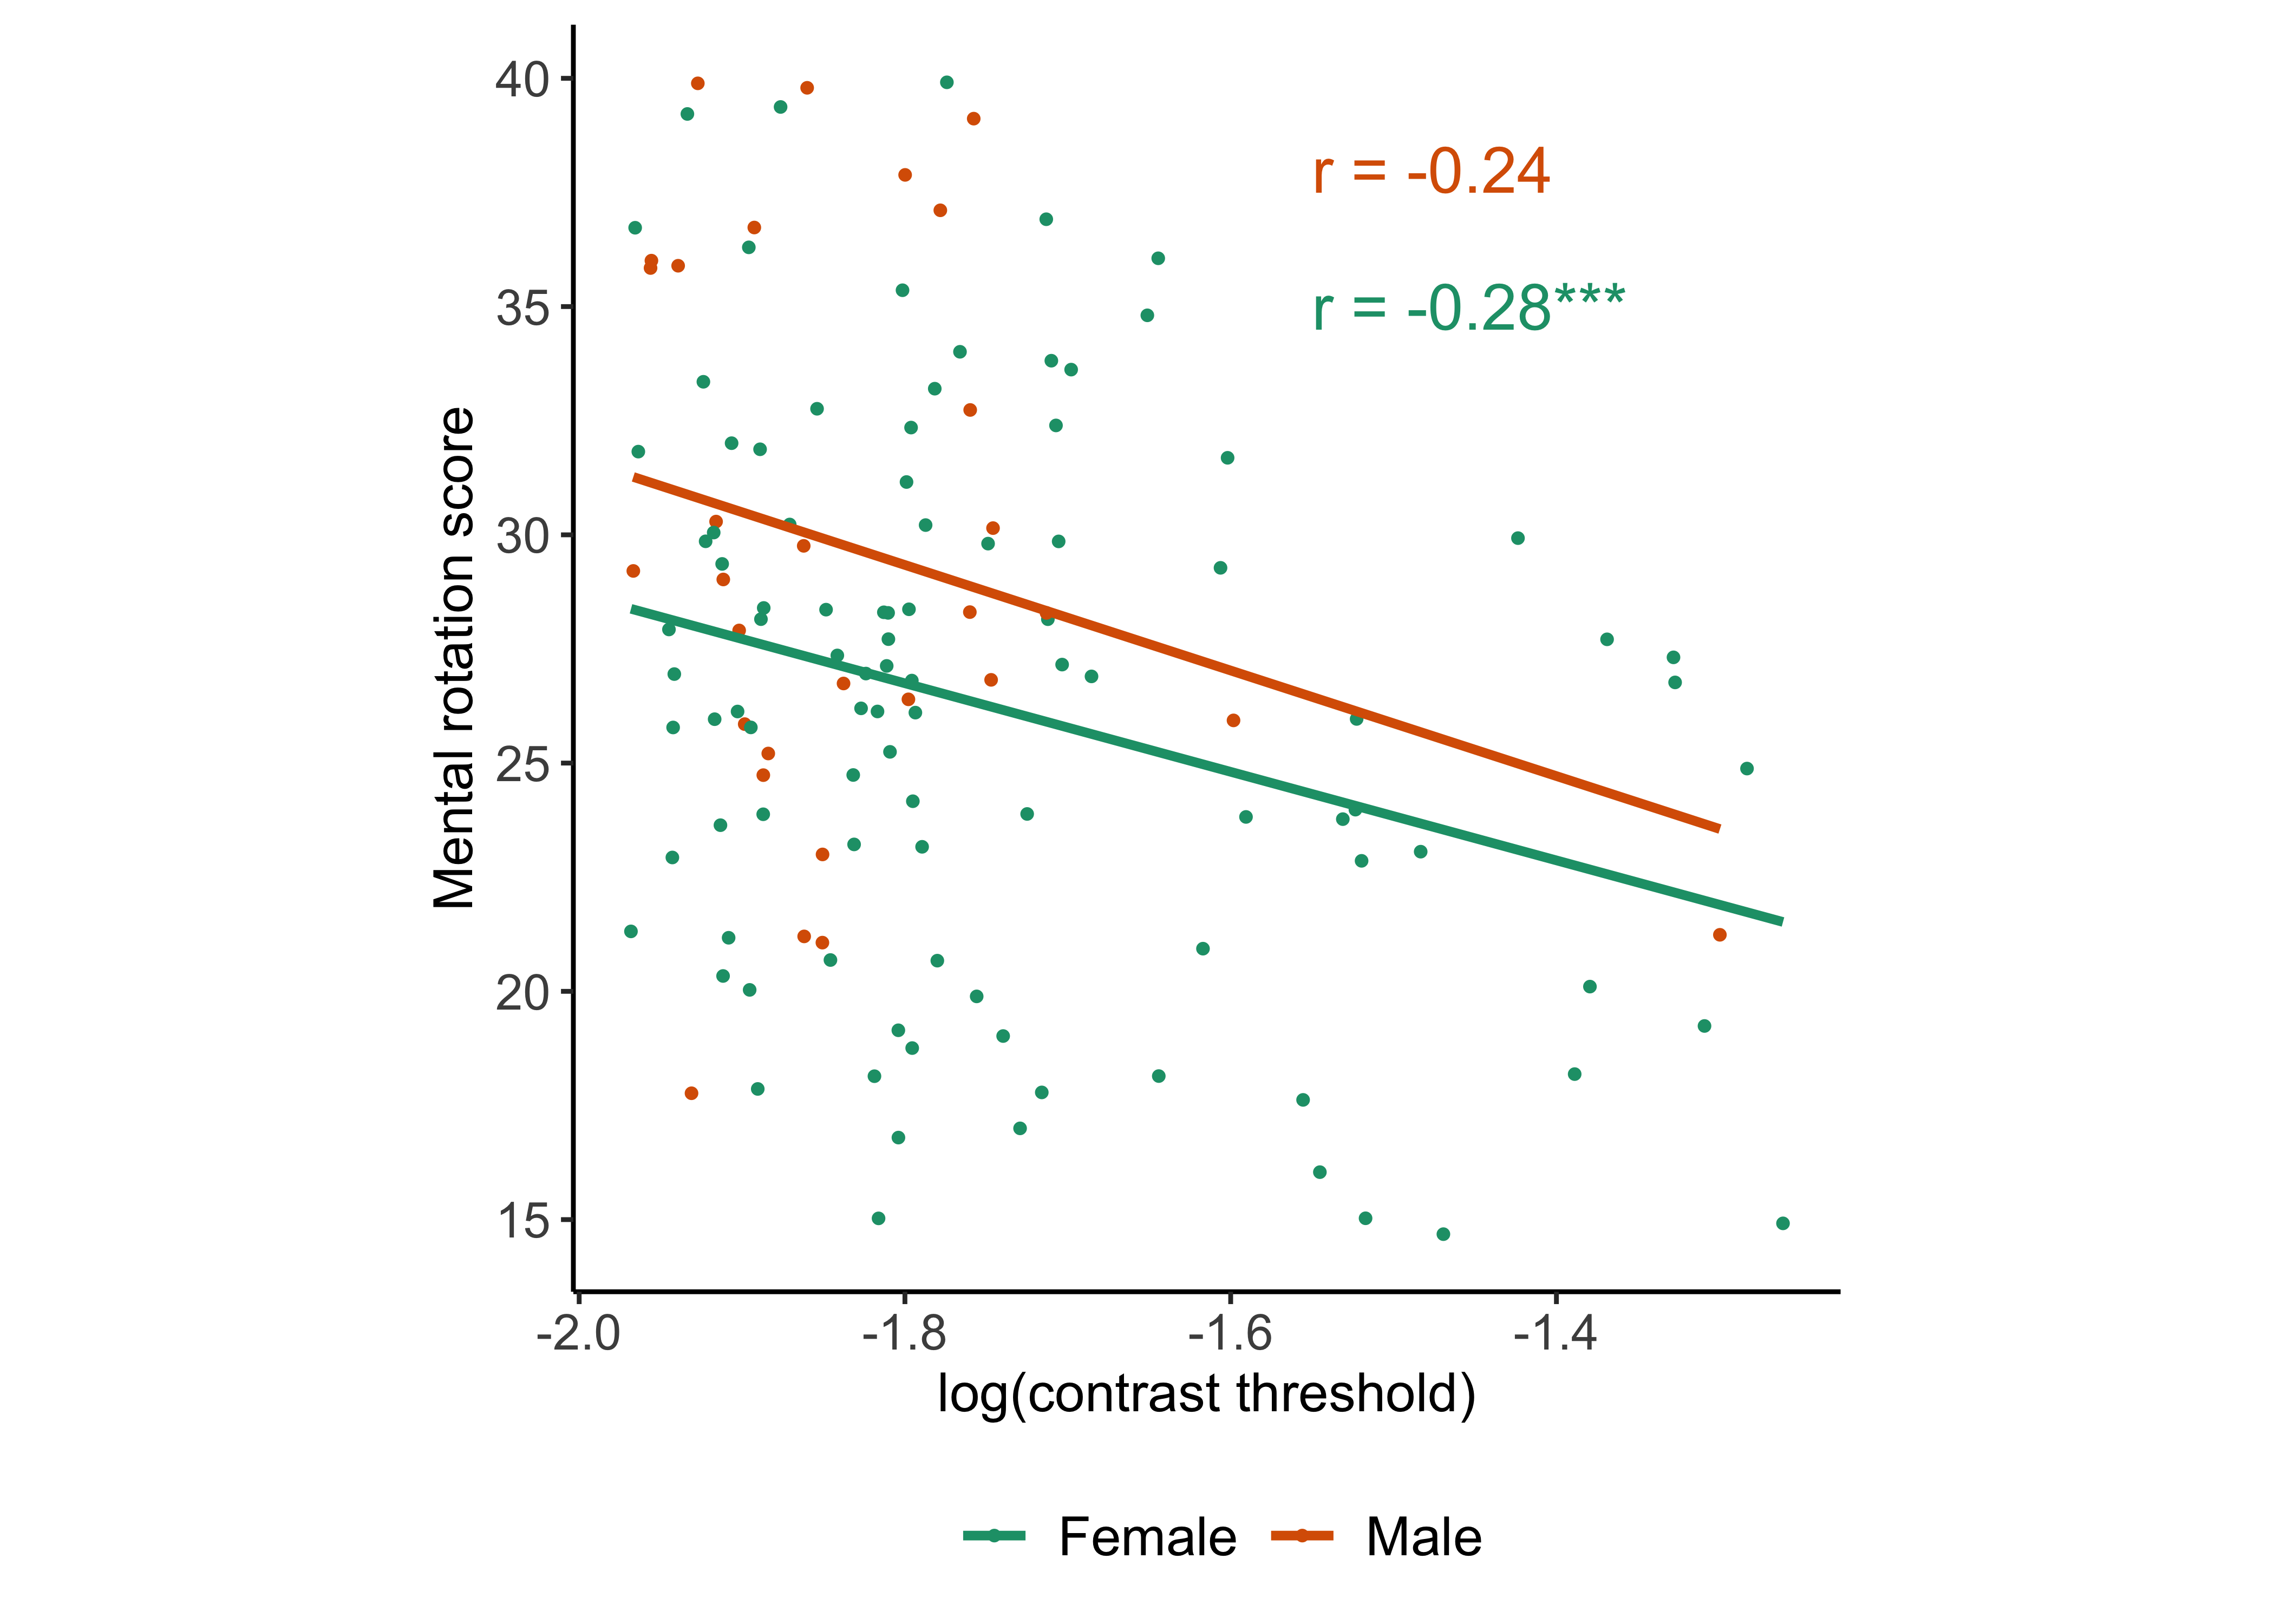 40
35
30
25
20
15
Mental rotation score
r = -0.24
r = -0.28***
-2.0 -1.8 -1.6 -1.4
log(contrast threshold)
Female Male